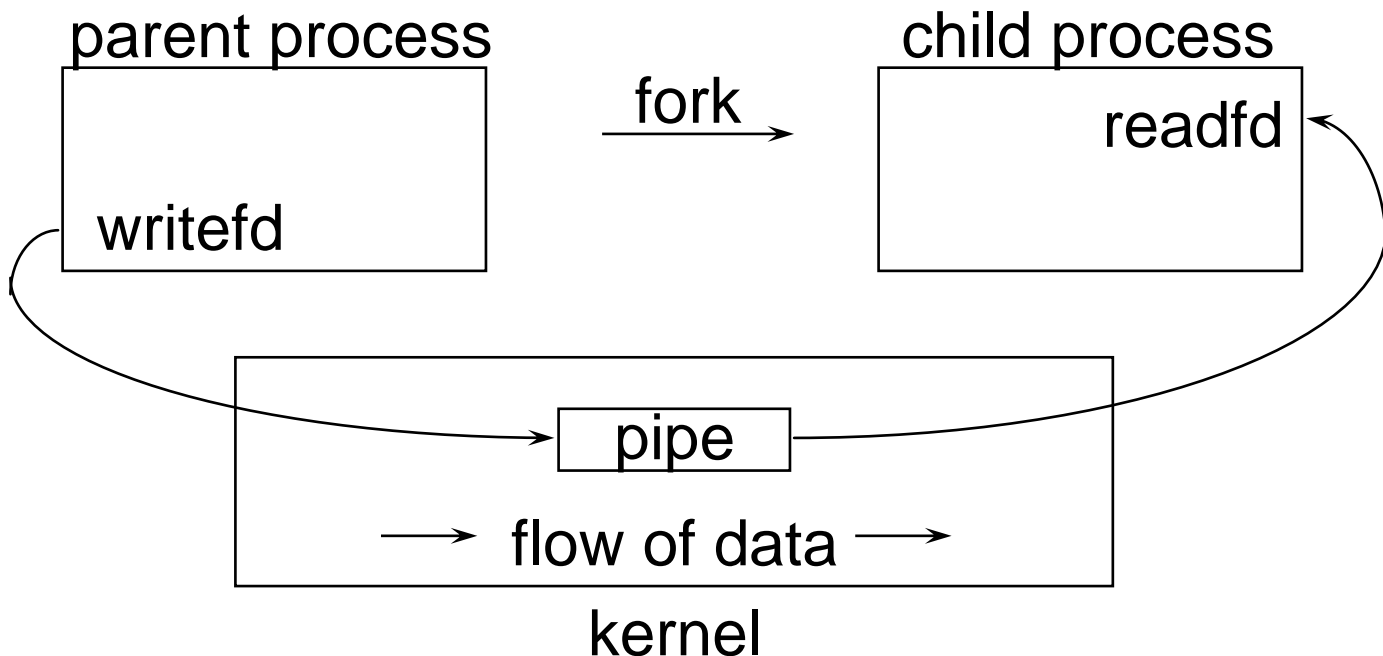 parent process
child process
fork
readfd
writefd
pipe
flow of data
kernel